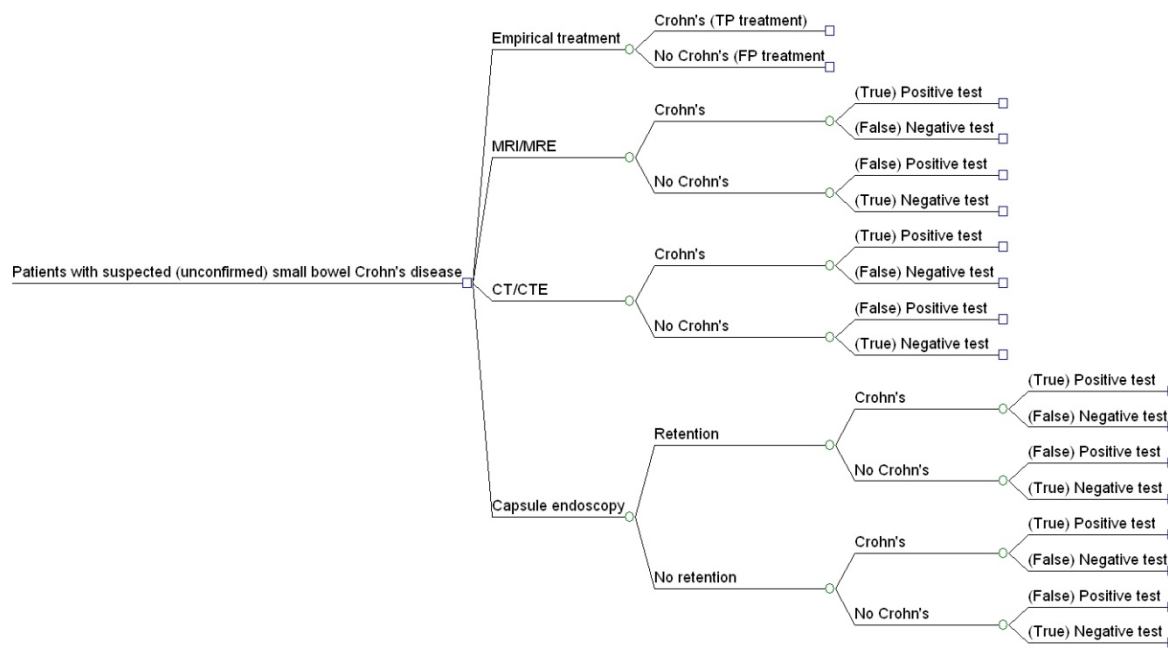 Patients with suspected (unconfirmed) small bowel Crohn's disease
Empirical treatment
Crohn's (TP treatment)
No Crohn's (FP treatment
MRI/MRE
Crohn's
(True) Positive test
(False) Negative test
No Crohn's
(False) Positive test
(True) Negative test
CT/CTE
Crohn's
(True) Positive test
(False) Negative test
No Crohn's
(False) Positive test
(True) Negative test
Capsule endoscopy
Retention
Crohn's
(True) Positive test
(False) Negative test
No Crohn's
(False) Positive test
(True) Negative test
No retention
Crohn's
(True) Positive test
(False) Negative test
No Crohn's
(False) Positive test
(True) Negative test